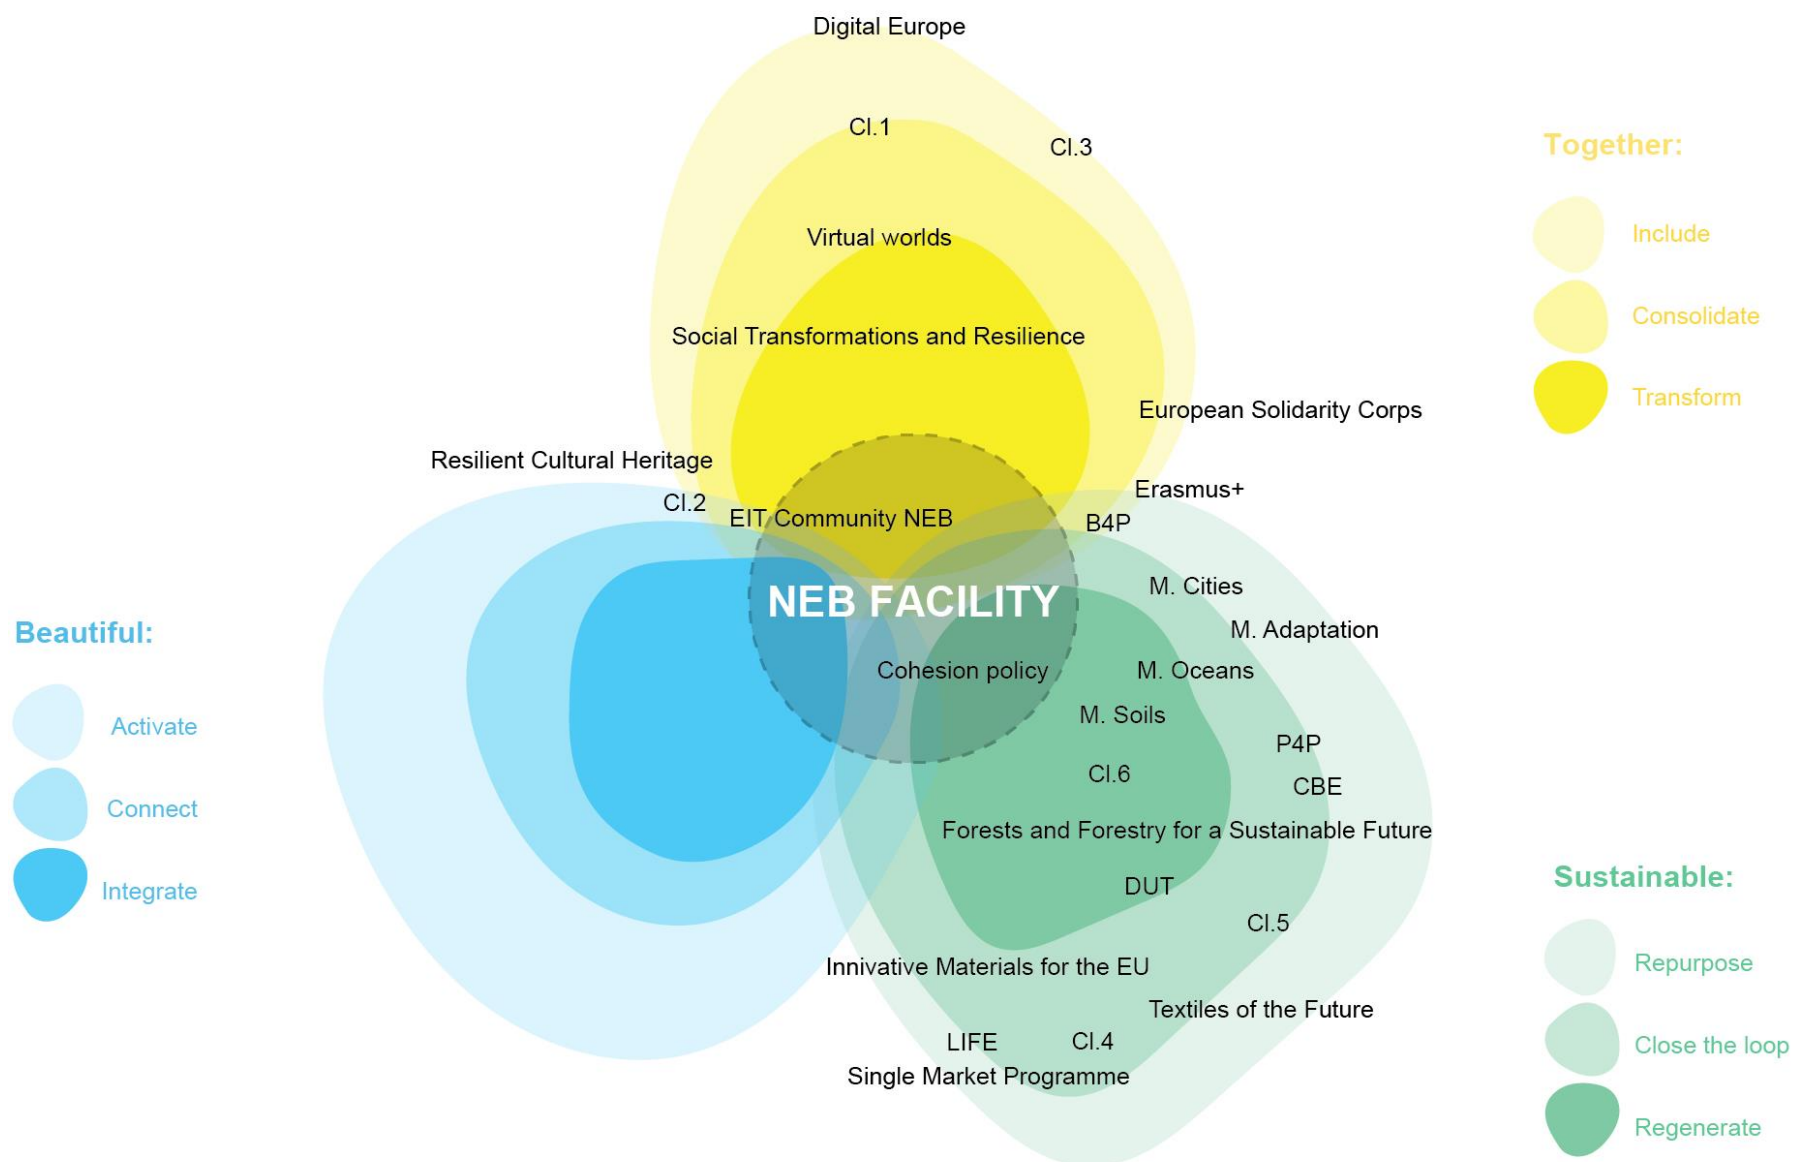 Digital Europe
Cl.1
Cl.3
Virtual worlds
Social Transformations and Resilience
European Solidarity Corps
Resilient Cultural Heritage
Cl.2
EIT Community NEB
Erasmus+
B4P
NEB FACILITY
M. Cities
M. Adaptation
Cohesion policy
M. Oceans
M. Soils
P4P
Cl.6
CBE
Forests and Forestry for a Sustainable Future
DUT
Cl.5
Innivative Materials for the EU
Textiles of the Future
LIFE
Cl.4
Single Market Programme
Together:
Include
Consolidate
Transform
Beautiful:
Activate
Connect
Integrate
Sustainable:
Repurpose
Close the loop
Regenerate